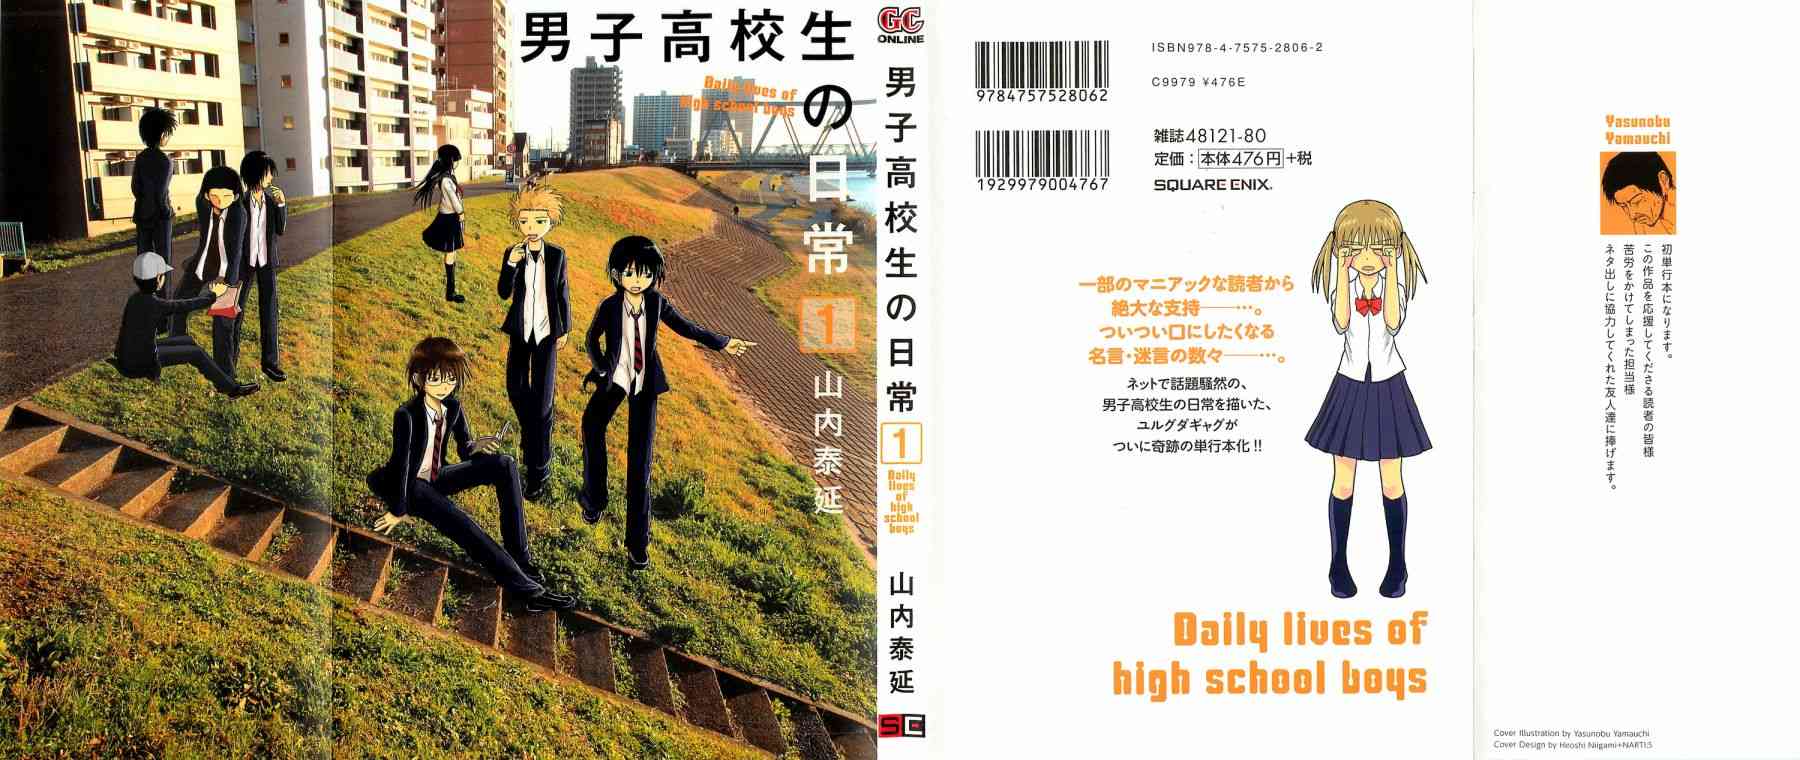 男子高校生の日常
Daily lives of
high school boys
1
山内泰延
GC
ONLINE
男子高校生の日常
1
Daily
lives
of
high
school
boys
山内泰延
SE
ISBN978-4-7575-2806-2
C9979 ¥476E
9784757528062
雑誌48121-80
定価：本体476円+税
1929979004767
SQUARE ENIX.
一部のマニアックな読者から
絶大な支持───…。
ついつい口にしたくなる
名言・迷言の数々───…。
ネットで話題騒然の、
男子高校生の日常を描いた、
ユルグダギャグが
ついに奇跡の単行本化!!
Daily lives of
high school boys
Yasunobu
Yamauchi
初単行本になります。
この作品を応援してくださる読者の皆様
苦労をかけてしまった担当様
ネタ出しに協力してくれた友人達に捧げます。
Cover Illustration by Yasunobu Yamauchi
Cover Design by Hiroshi Niigami+NARTI;S